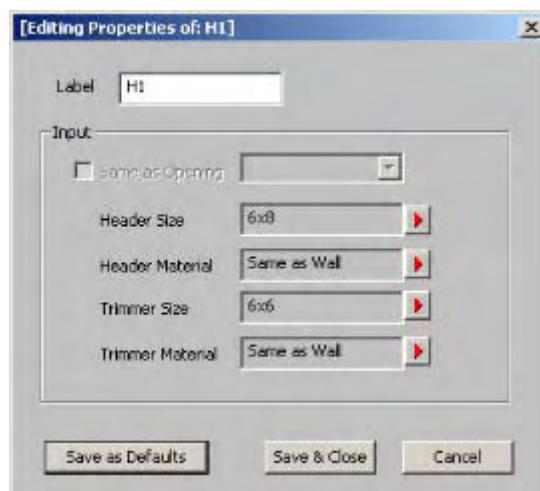 [Editing Properties of: H1]
Label H1
Input
Same as Opening
Header Size 6x8
Header Material Same as Wall
Trimmer Size 6x6
Trimmer Material Same as Wall
Save as Defaults Save & Close Cancel